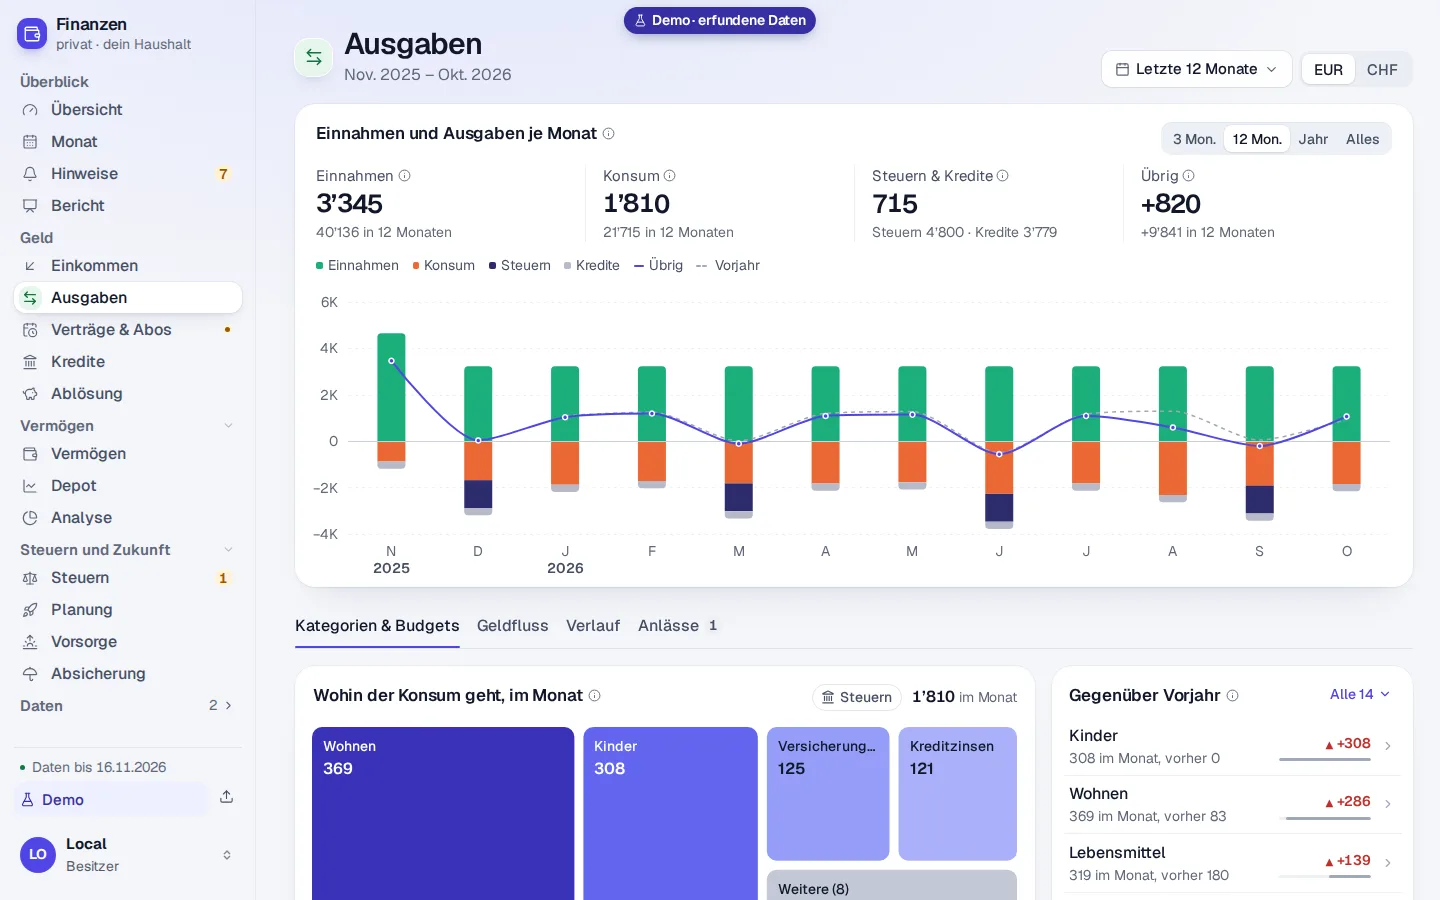 Finanzen
privat · dein Haushalt
Überblick
Übersicht
Monat
Hinweise 7
Bericht
Geld
Einkommen
Ausgaben
Verträge & Abos
Kredite
Ablösung
Vermögen
Vermögen
Depot
Analyse
Steuern und Zukunft
Steuern 1
Planung
Vorsorge
Absicherung
Daten 2
Daten bis 16.11.2026
Demo
LO
Local
Besitzer
Demo · erfundene Daten
Ausgaben
Nov. 2025 – Okt. 2026
Letzte 12 Monate
EUR CHF
Einnahmen und Ausgaben je Monat
3 Mon. 12 Mon. Jahr Alles
Einnahmen
3’345
40’136 in 12 Monaten
Konsum
1’810
21’715 in 12 Monaten
Steuern & Kredite
715
Steuern 4’800 · Kredite 3’779
Übrig
+820
+9’841 in 12 Monaten
Einnahmen Konsum Steuern Kredite Übrig Vorjahr
6K
4K
2K
0
−2K
−4K
N D J F M A M J J A S O
2025 2026
Kategorien & Budgets Geldfluss Verlauf Anlässe 1
Wohin der Konsum geht, im Monat
Steuern 1’810 im Monat
Wohnen
369
Kinder
308
Versicherung…
125
Kreditzinsen
121
Weitere (8)
Gegenüber Vorjahr
Alle 14
Kinder
308 im Monat, vorher 0
▲ +308
Wohnen
369 im Monat, vorher 83
▲ +286
Lebensmittel
319 im Monat, vorher 180
▲ +139